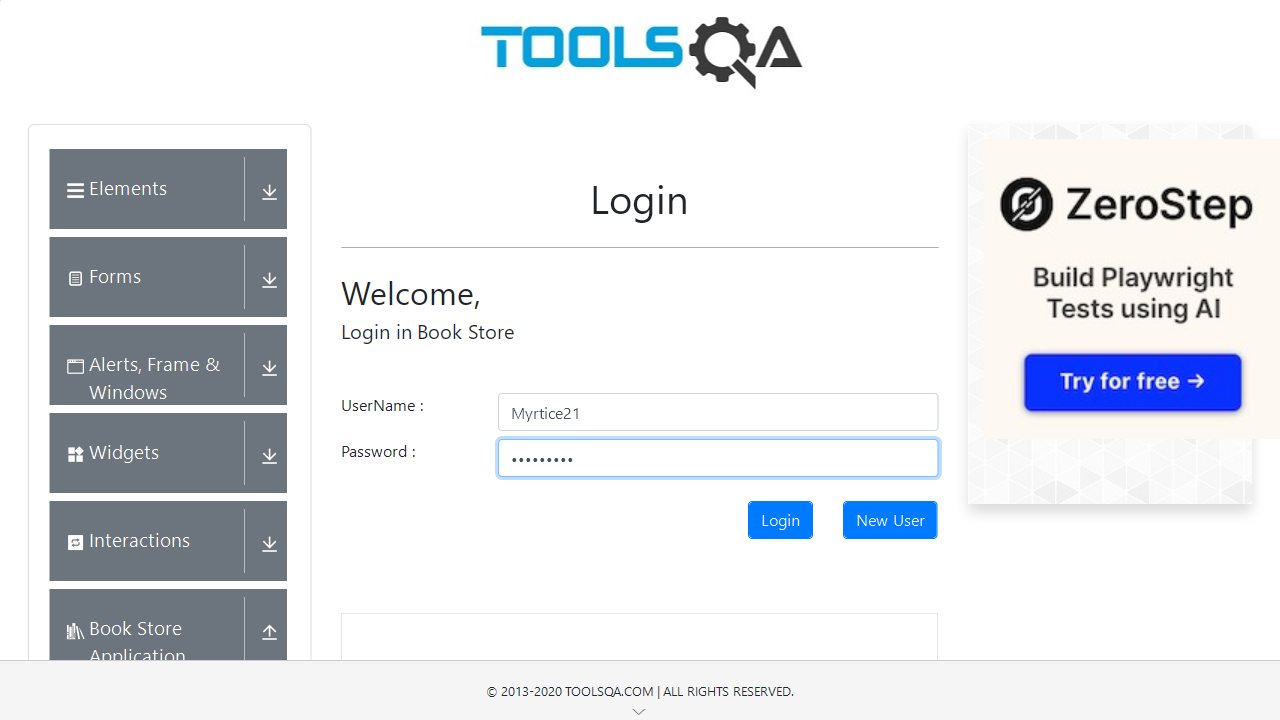 TOOLSQA
Elements
Forms
Alerts, Frame &
Windows
Widgets
Interactions
Book Store
Application
Login
Welcome,
Login in Book Store
UserName :
Myrtice21
Password :
•••••••••
Login
New User
ZeroStep
Build Playwright
Tests using AI
Try for free →
© 2013-2020 TOOLSQA.COM | ALL RIGHTS RESERVED.